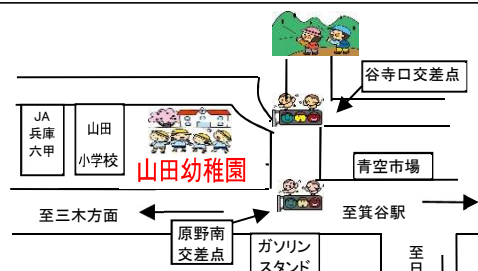 谷寺口交差点
JA
兵庫
六甲
山田
小学校
山田幼稚園
青空市場
至三木方面
原野南
交差点
至箕谷駅
ガソリン
スタンド
至
日